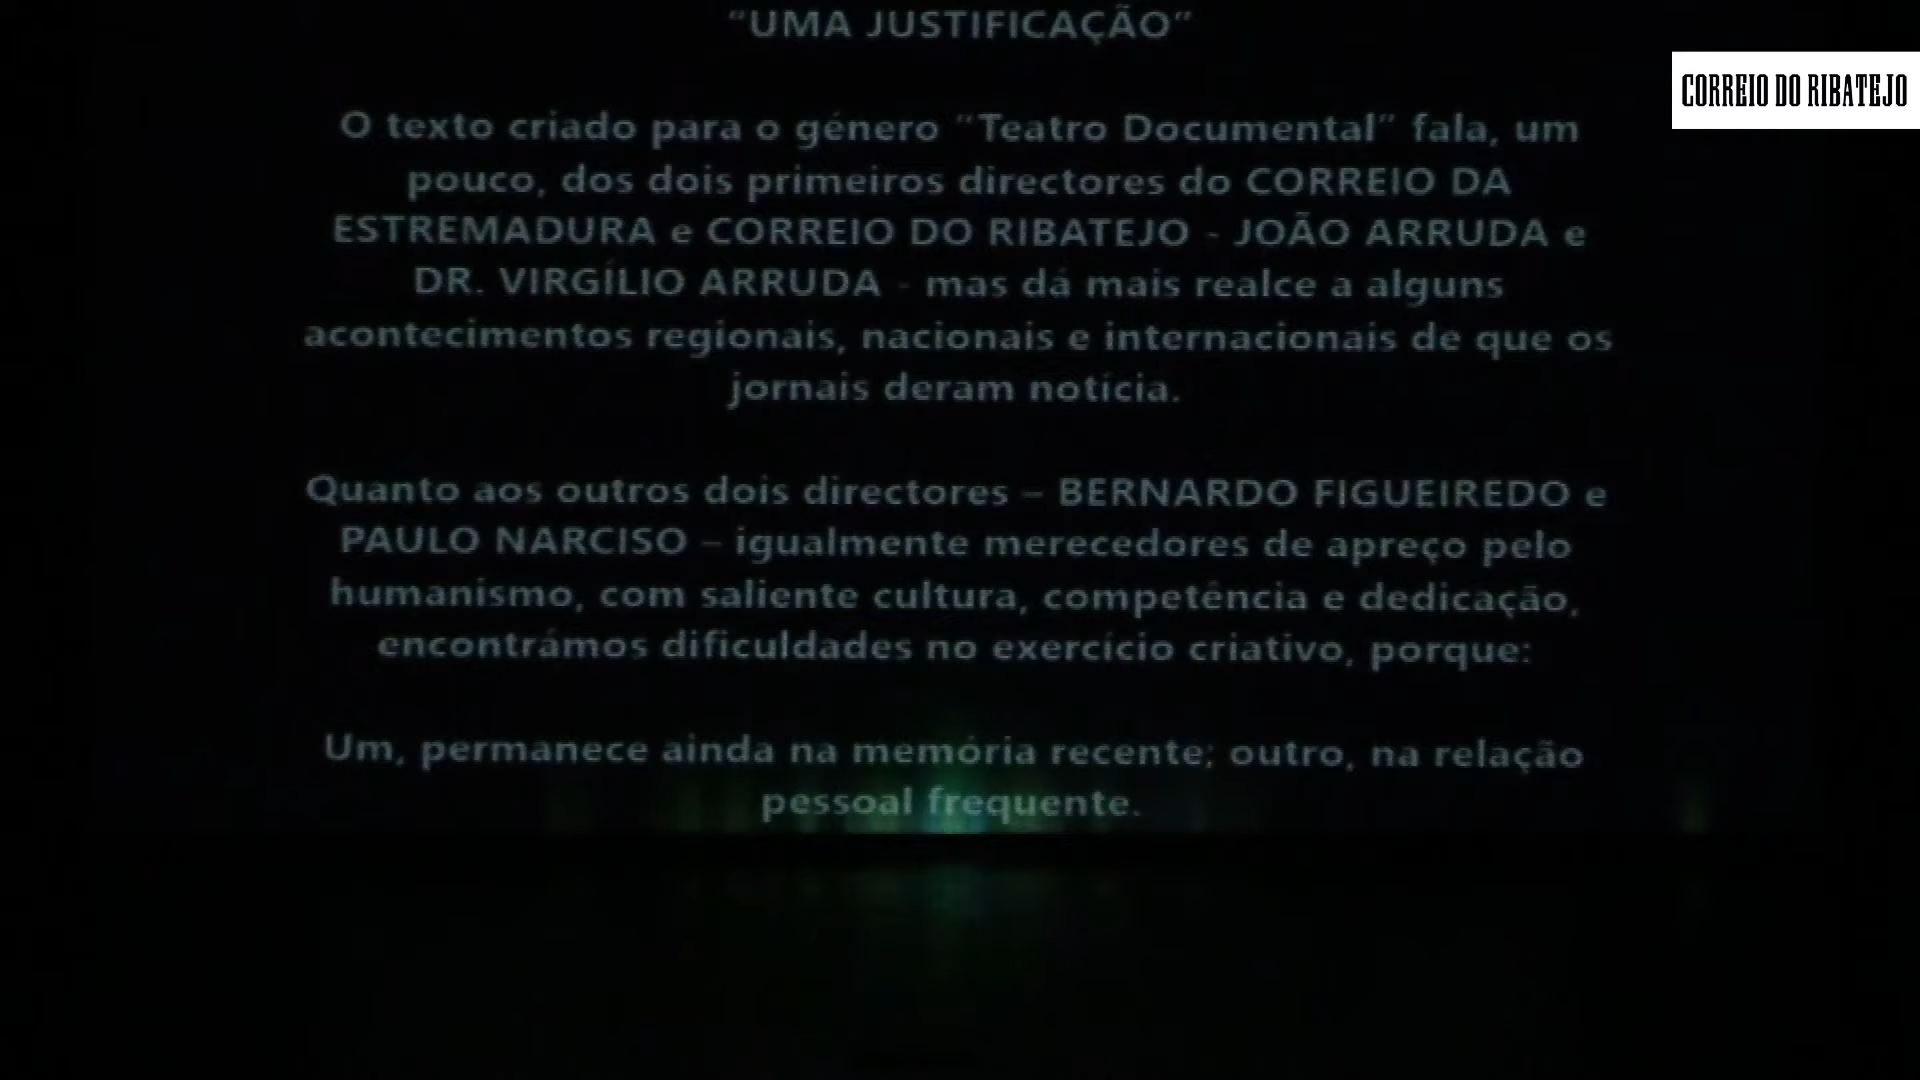 “UMA JUSTIFICAÇÃO”
CORREIO DO RIBATEJO
O texto criado para o género “Teatro Documental” fala, um
pouco, dos dois primeiros directores do CORREIO DA
ESTREMADURA e CORREIO DO RIBATEJO - JOÃO ARRUDA e
DR. VIRGÍLIO ARRUDA - mas dá mais realce a alguns
acontecimentos regionais, nacionais e internacionais de que os
jornais deram notícia.
Quanto aos outros dois directores – BERNARDO FIGUEIREDO e
PAULO NARCISO – igualmente merecedores de apreço pelo
humanismo, com saliente cultura, competência e dedicação,
encontrámos dificuldades no exercício criativo, porque:
Um, permanece ainda na memória recente; outro, na relação
pessoal frequente.